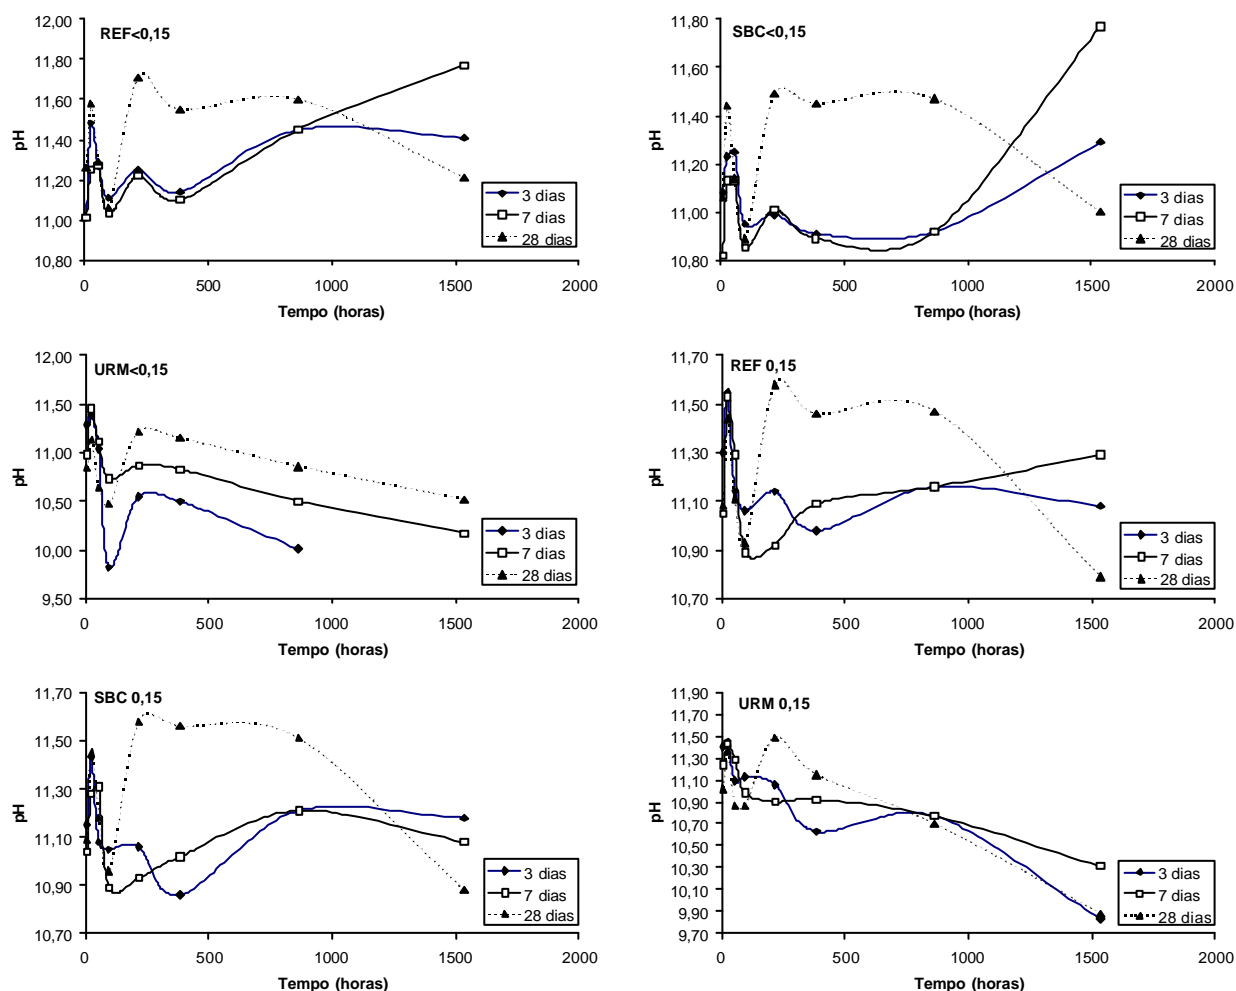 REF<0,15
12,00
11,80
11,60
11,40
11,20
11,00
10,80
pH
0
500
1000
1500
2000
Tempo (horas)
3 dias
7 dias
28 dias
SBC<0,15
11,80
11,60
11,40
11,20
11,00
10,80
pH
0
500
1000
1500
2000
Tempo (horas)
3 dias
7 dias
28 dias
URM<0,15
12,00
11,50
11,00
10,50
10,00
9,50
pH
0
500
1000
1500
2000
Tempo (horas)
3 dias
7 dias
28 dias
REF 0,15
11,70
11,50
11,30
11,10
10,90
10,70
pH
0
500
1000
1500
2000
Tempo (horas)
3 dias
7 dias
28 dias
SBC 0,15
11,70
11,50
11,30
11,10
10,90
10,70
pH
0
500
1000
1500
2000
Tempo (horas)
3 dias
7 dias
28 dias
URM 0,15
11,90
11,70
11,50
11,30
11,10
10,90
10,70
10,50
10,30
10,10
9,90
9,70
pH
0
500
1000
1500
2000
Tempo (horas)
3 dias
7 dias
28 dias